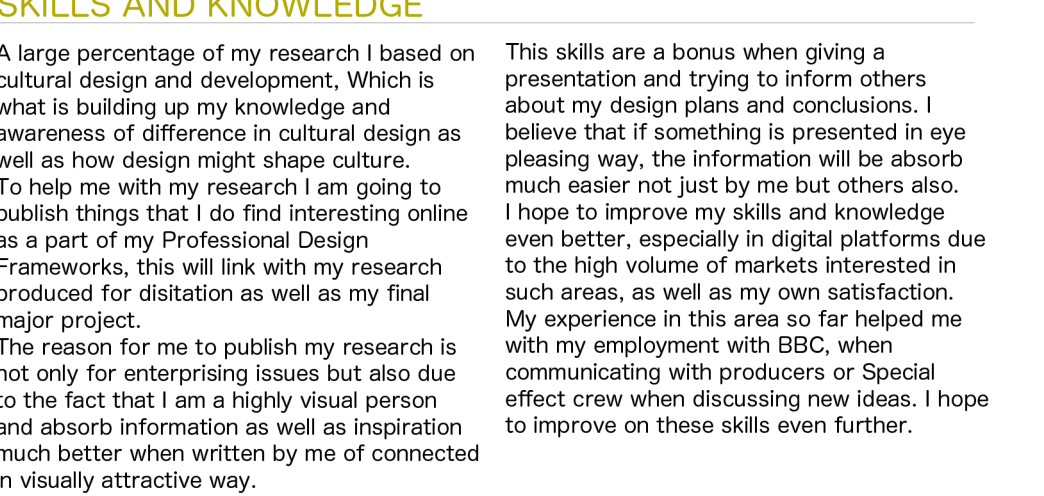 SKILLS AND KNOWLEDGE
A large percentage of my research I based on
cultural design and development, Which is
what is building up my knowledge and
awareness of difference in cultural design as
well as how design might shape culture.
To help me with my research I am going to
publish things that I do find interesting online
as a part of my Professional Design
Frameworks, this will link with my research
produced for disitation as well as my final
major project.
The reason for me to publish my research is
not only for enterprising issues but also due
to the fact that I am a highly visual person
and absorb information as well as inspiration
much better when written by me of connected
in visually attractive way.
This skills are a bonus when giving a
presentation and trying to inform others
about my design plans and conclusions. I
believe that if something is presented in eye
pleasing way, the information will be absorb
much easier not just by me but others also.
I hope to improve my skills and knowledge
even better, especially in digital platforms due
to the high volume of markets interested in
such areas, as well as my own satisfaction.
My experience in this area so far helped me
with my employment with BBC, when
communicating with producers or Special
effect crew when discussing new ideas. I hope
to improve on these skills even further.